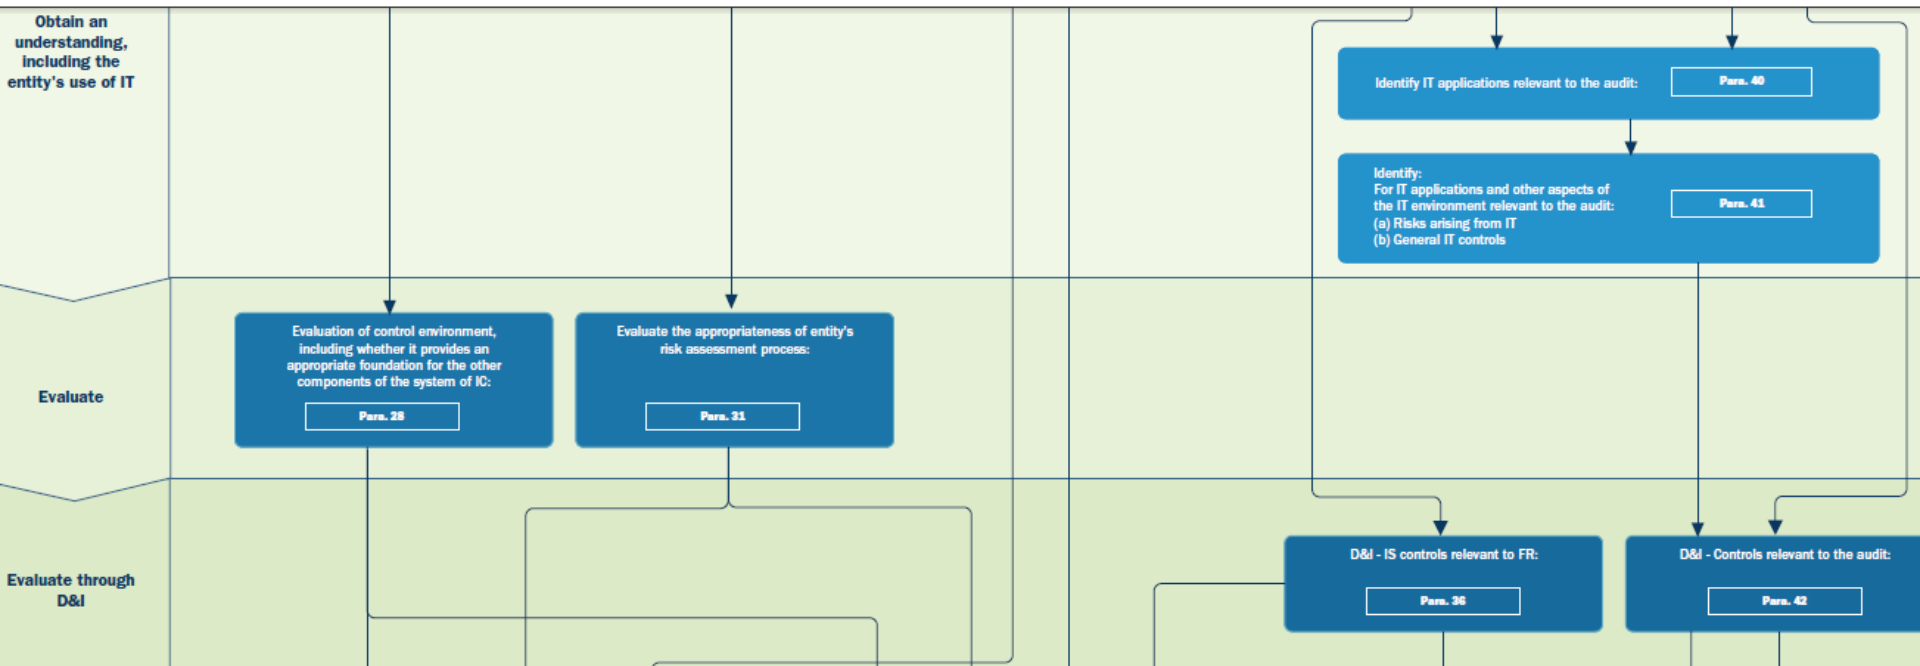 Obtain an
understanding,
including the
entity's use of IT
Identify IT applications relevant to the audit:
Para. 40
Identify:
For IT applications and other aspects of
the IT environment relevant to the audit:
(a) Risks arising from IT
(b) General IT controls
Para. 41
Evaluate
Evaluation of control environment,
including whether it provides an
appropriate foundation for the other
components of the system of IC:
Para. 28
Evaluate the appropriateness of entity's
risk assessment process:
Para. 31
Evaluate through
D&I
D&I - IS controls relevant to FR:
Para. 36
D&I - Controls relevant to the audit:
Para. 42